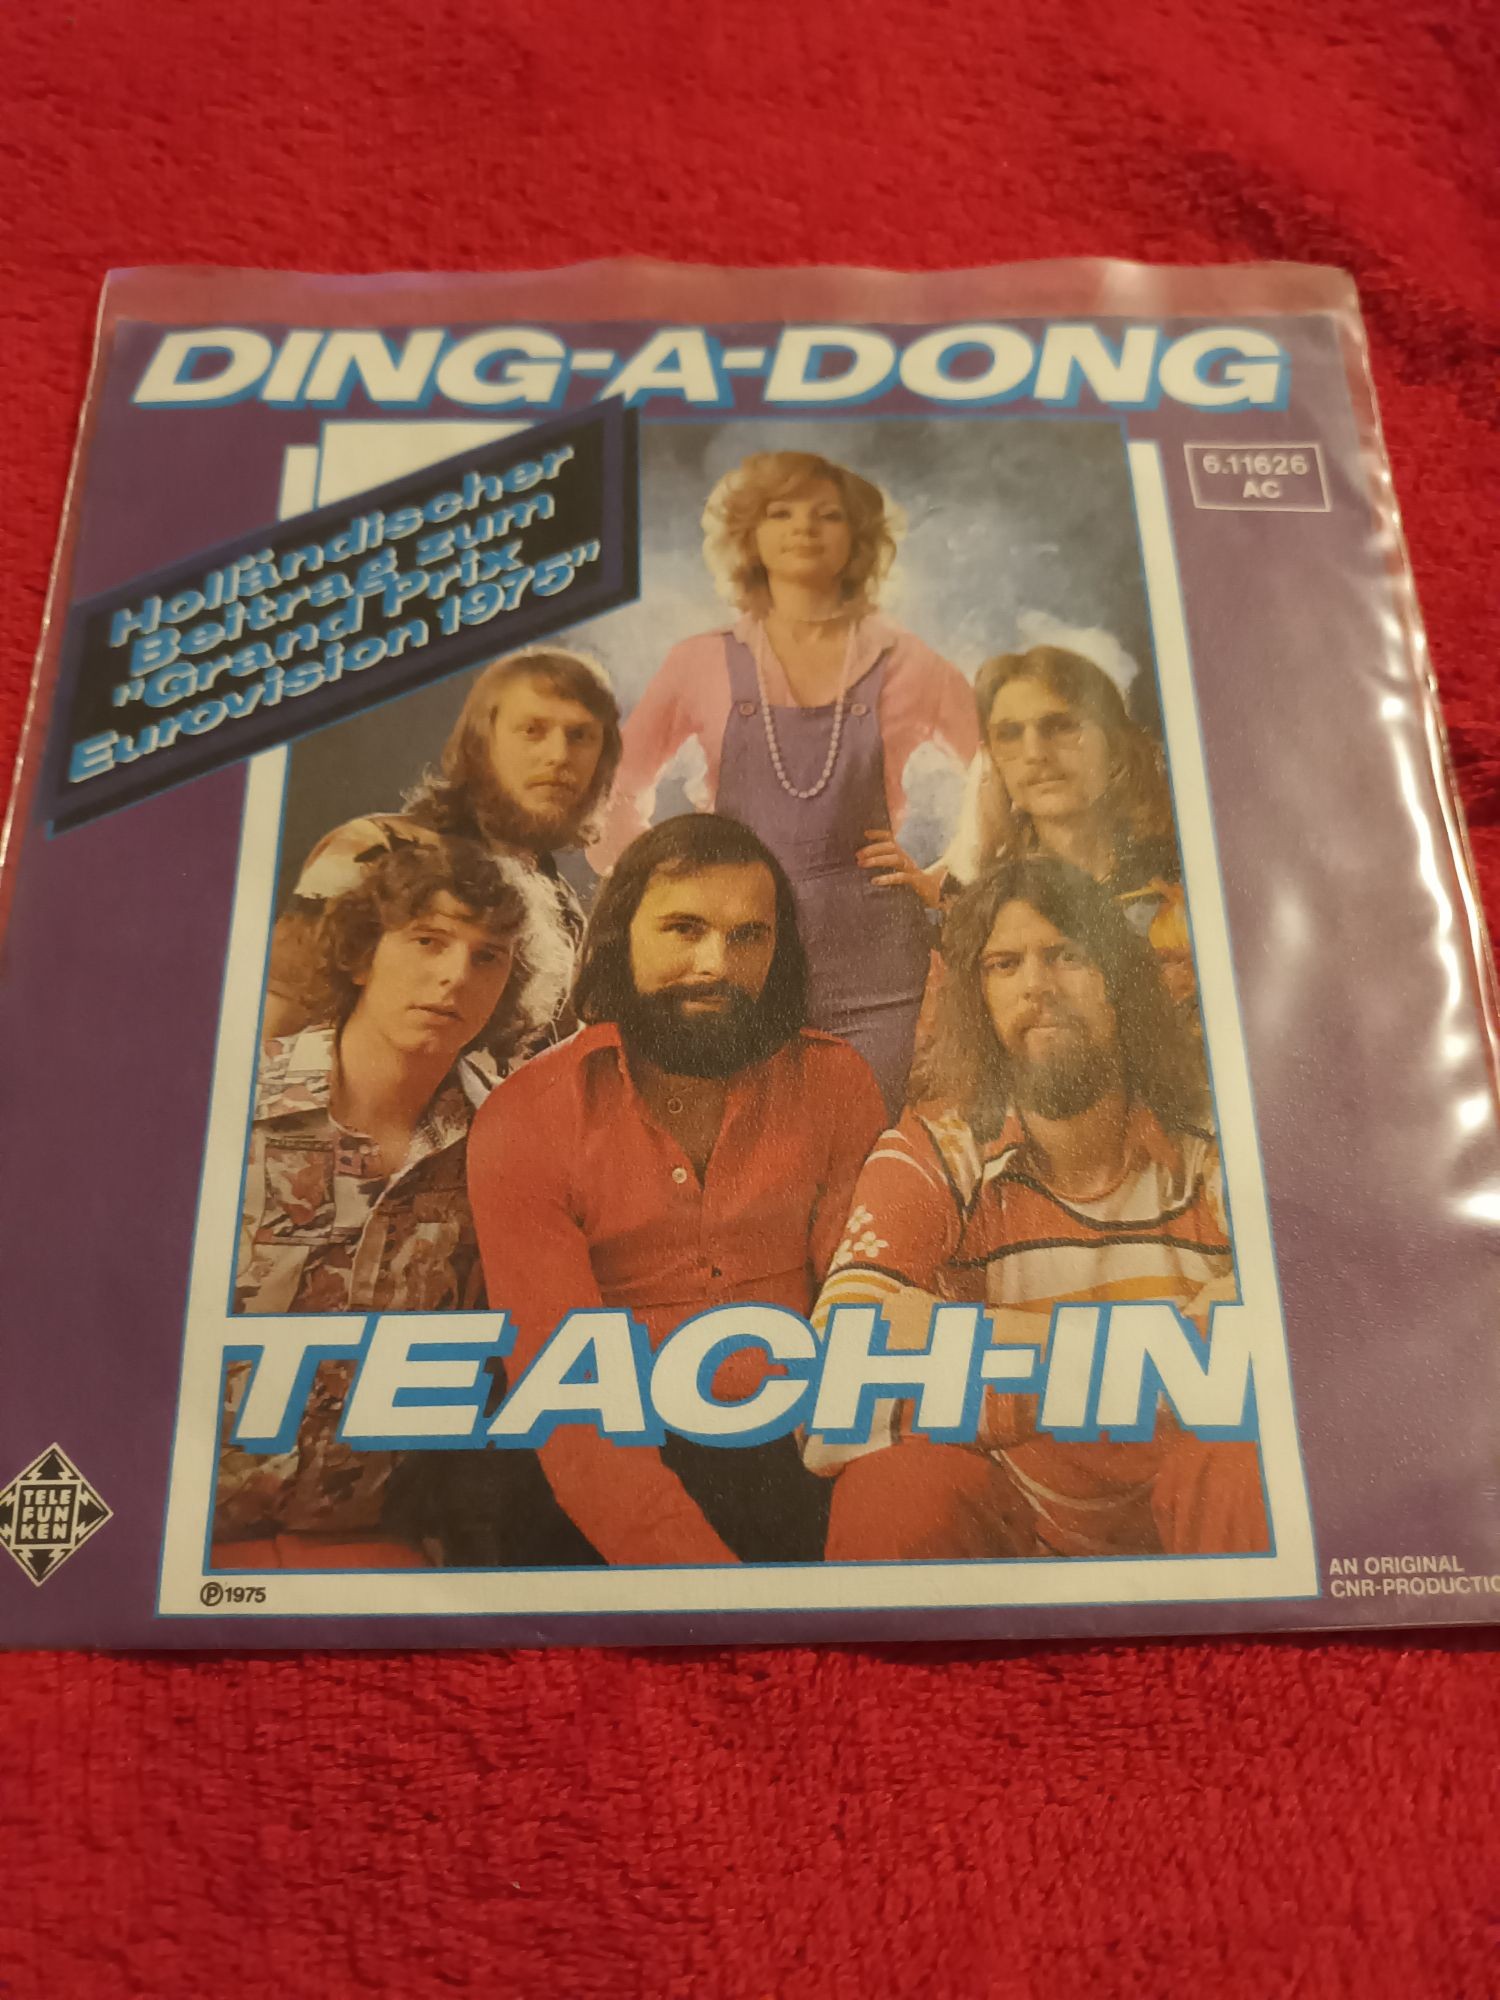 DING-A-DONG
6.11626
AC
Holländischer
Beitrag zum
"Grand Prix
Eurovision 1975"
TEACH-IN
TELE
FUN
KEN
℗1975
AN ORIGINAL
CNR-PRODUCTIO